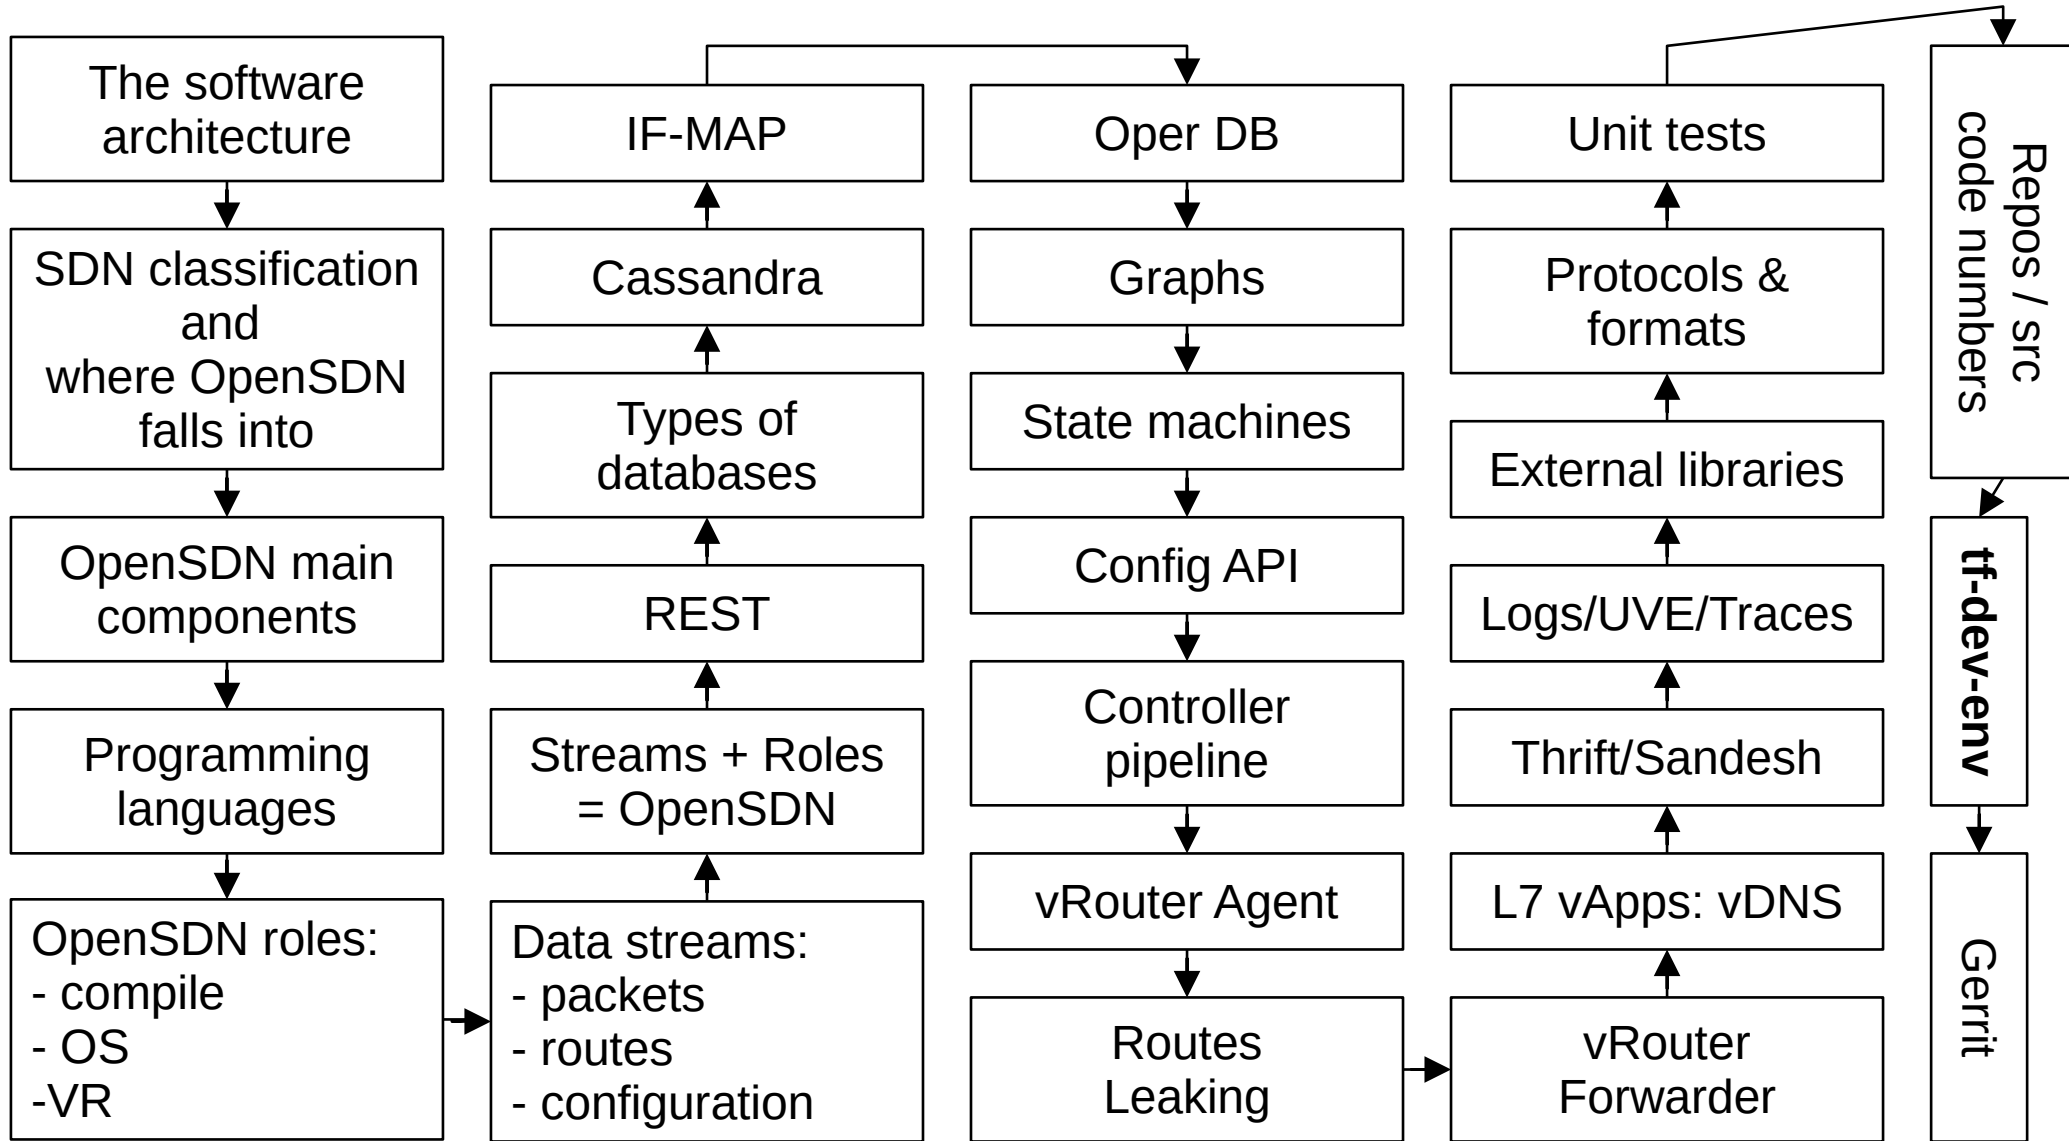 The software
architecture
SDN classification
and
where OpenSDN
falls into
OpenSDN main
components
Programming
languages
OpenSDN roles:
- compile
- OS
-VR
Data streams:
- packets
- routes
- configuration
Streams + Roles
= OpenSDN
REST
Types of
databases
Cassandra
IF-MAP
Oper DB
Graphs
State machines
Config API
Controller
pipeline
vRouter Agent
Routes
Leaking
vRouter
Forwarder
L7 vApps: vDNS
Thrift/Sandesh
Logs/UVE/Traces
External libraries
Protocols &
formats
Unit tests
Repos / src
code numbers
tf-dev-env
Gerrit